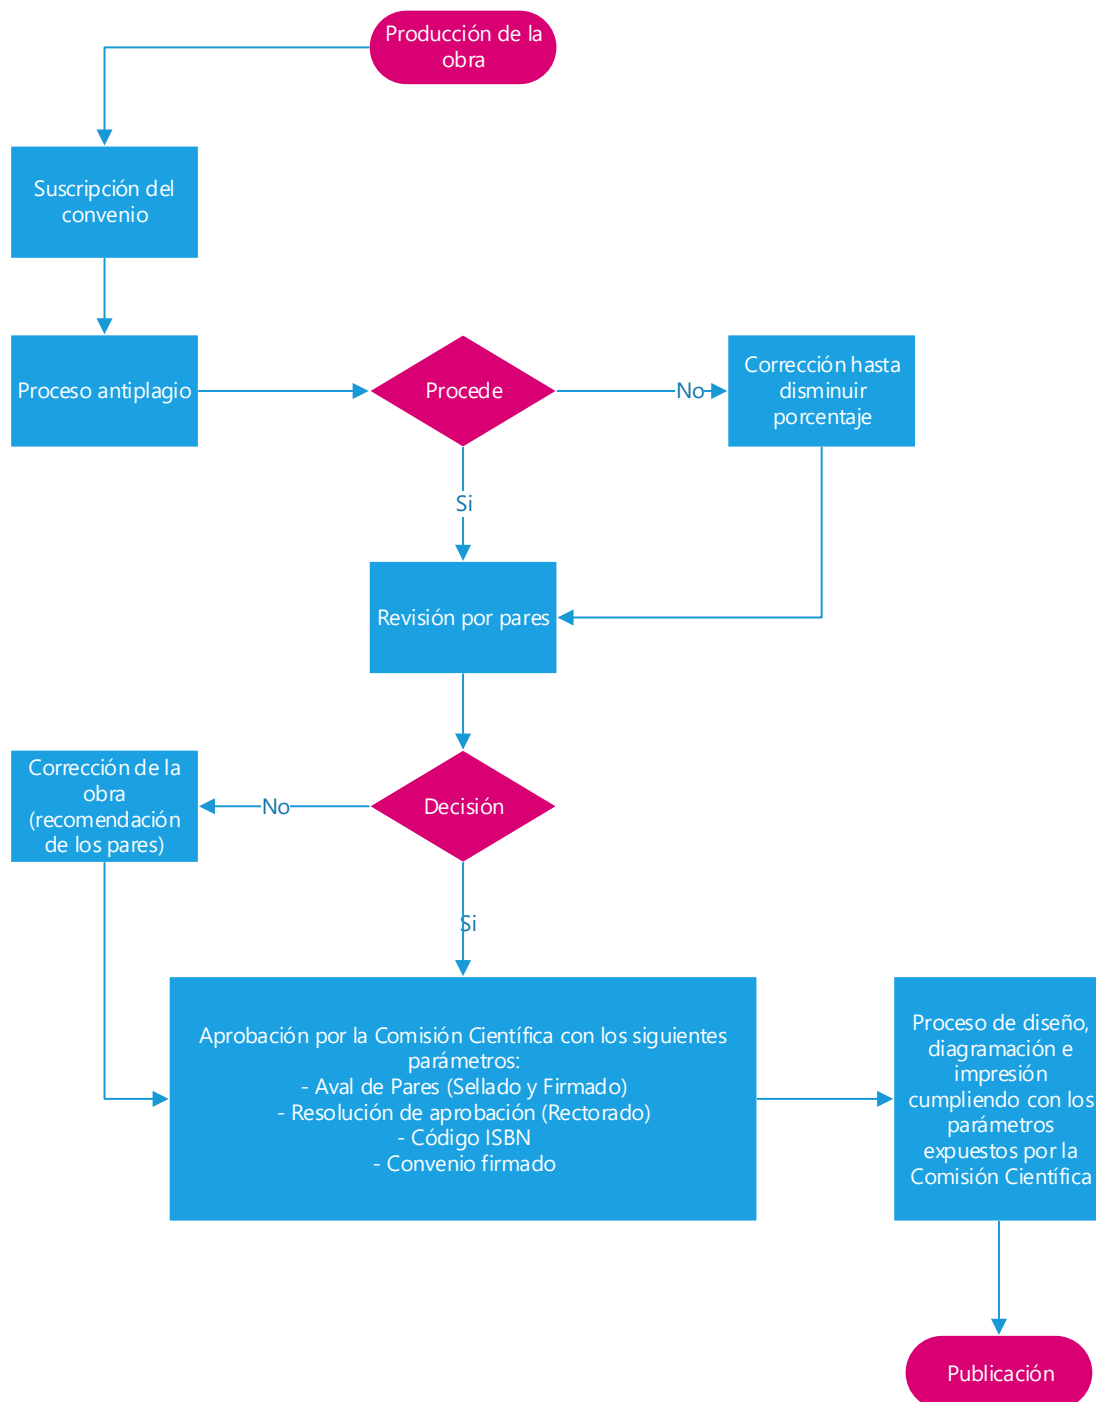 Producción de la
obra
Suscripción del
convenio
Proceso antiplagio
Procede
No
Corrección hasta
disminuir
porcentaje
Si
Revisión por pares
Corrección de la
obra
(recomendación
de los pares)
No
Decisión
Si
Aprobación por la Comisión Científica con los siguientes
parámetros:
- Aval de Pares (Sellado y Firmado)
- Resolución de aprobación (Rectorado)
- Código ISBN
- Convenio firmado
Proceso de diseño,
diagramación e
impresión
cumpliendo con los
parámetros
expuestos por la
Comisión Científica
Publicación